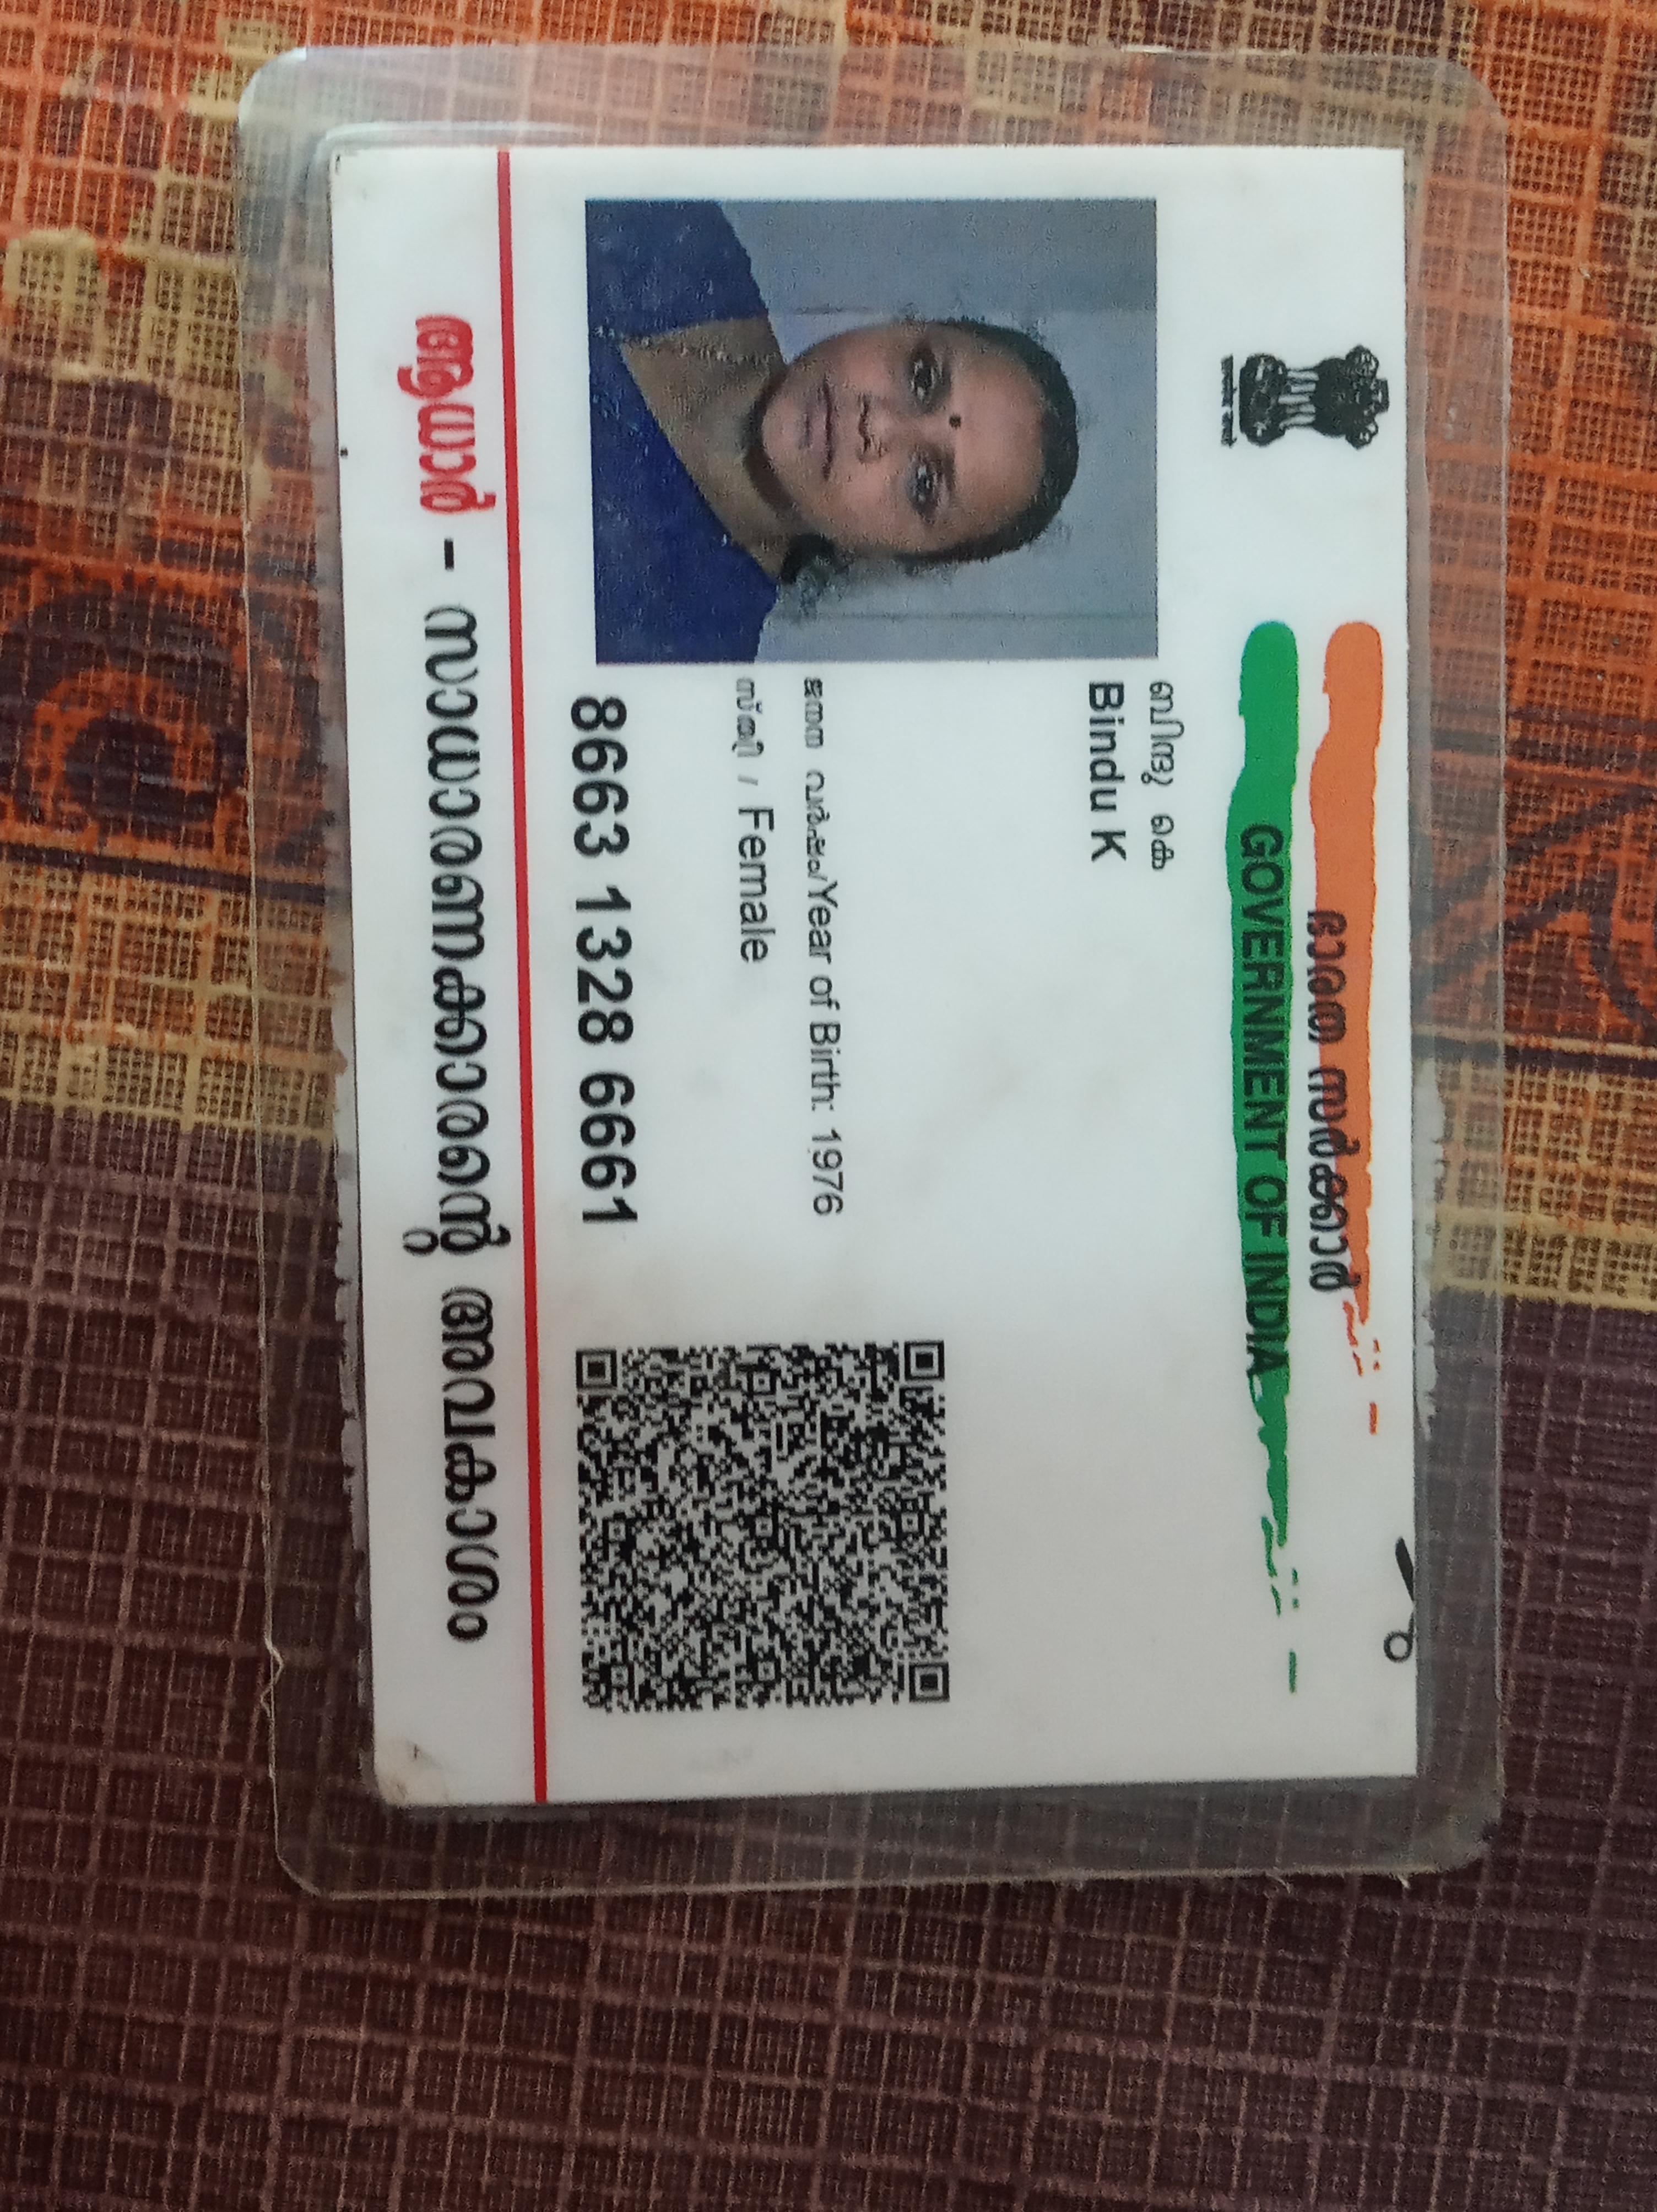 ഭാരത സർക്കാർ
GOVERNMENT OF INDIA
ബിന്ദു കെ
Bindu K
ജനന വർഷം/Year of Birth: 1976
സ്ത്രീ / Female
8663 1328 6661
ആധാർ - സാധാരണക്കാരന്റെ അവകാശം